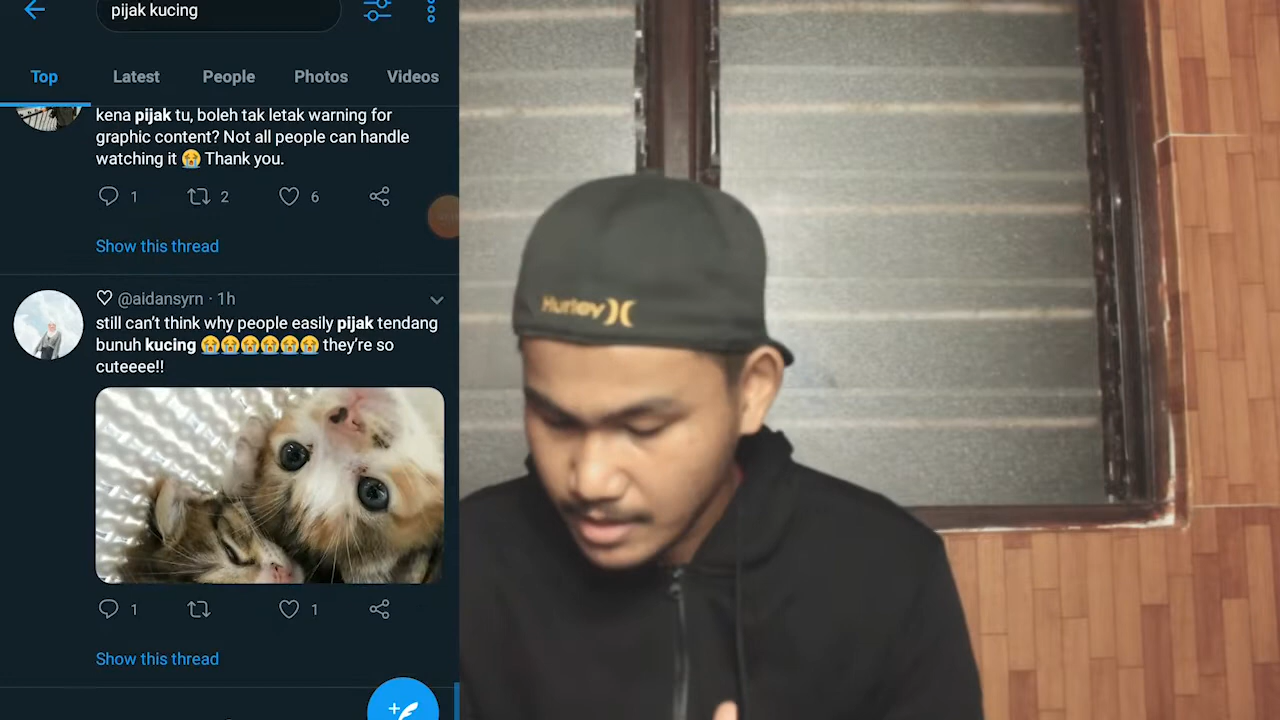 pijak kucing
Top
Latest
People
Photos
Videos
kena pijak tu, boleh tak letak warning for
graphic content? Not all people can handle
watching it 😭 Thank you.
1
2
6
Show this thread
♡ @aidansyrn · 1h
still can't think why people easily pijak tendang
bunuh kucing 😭😭😭😭😭😭 they're so
cuteeee!!
1
1
Show this thread
Hurley